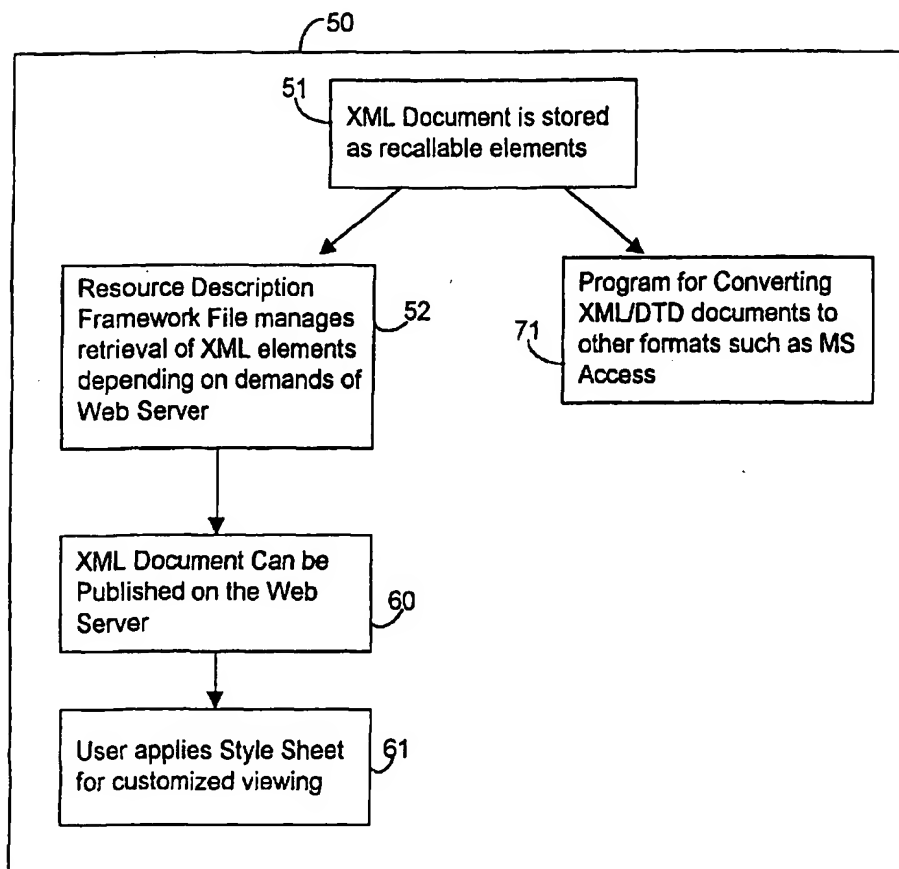 50
51
XML Document is stored
as recallable elements
Resource Description
Framework File manages
retrieval of XML elements
depending on demands of
Web Server
52
Program for Converting
XML/DTD documents to
other formats such as MS
Access
71
XML Document Can be
Published on the Web
Server
60
User applies Style Sheet
for customized viewing
61